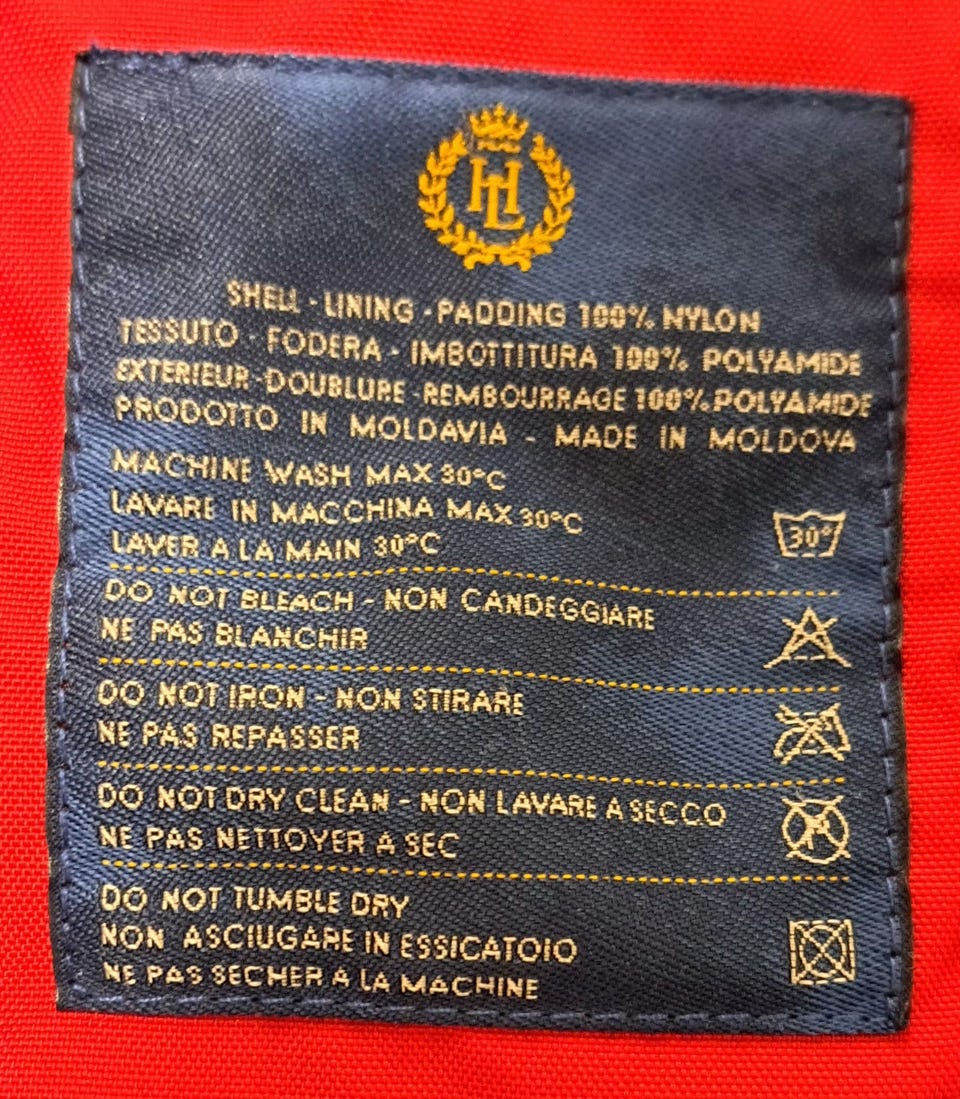 HL
SHELL - LINING - PADDING 100% NYLON
TESSUTO - FODERA - IMBOTTITURA 100% POLYAMIDE
EXTERIEUR - DOUBLURE - REMBOURRAGE 100% POLYAMIDE
PRODOTTO IN MOLDAVIA - MADE IN MOLDOVA
MACHINE WASH MAX 30°C
LAVARE IN MACCHINA MAX 30°C
LAVER A LA MAIN 30°C
30°
DO NOT BLEACH - NON CANDEGGIARE
NE PAS BLANCHIR
DO NOT IRON - NON STIRARE
NE PAS REPASSER
DO NOT DRY CLEAN - NON LAVARE A SECCO
NE PAS NETTOYER A SEC
DO NOT TUMBLE DRY
NON ASCIUGARE IN ESSICATOIO
NE PAS SECHER A LA MACHINE